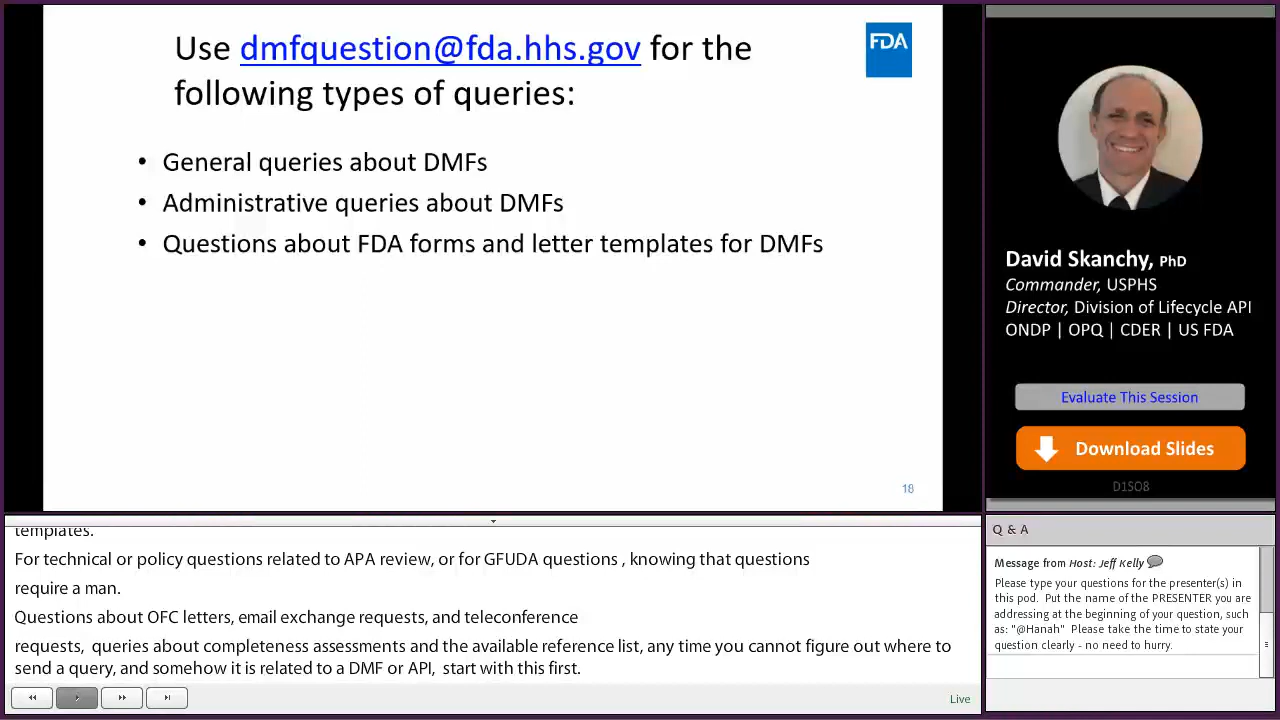 Use dmfquestion@fda.hhs.gov for the
following types of queries:
FDA
• General queries about DMFs
• Administrative queries about DMFs
• Questions about FDA forms and letter templates for DMFs
18
David Skanchy, PhD
Commander, USPHS
Director, Division of Lifecycle API
ONDP | OPQ | CDER | US FDA
Evaluate This Session
Download Slides
D1SO8
templates.
For technical or policy questions related to APA review, or for GFUDA questions , knowing that questions
require a man.
Questions about OFC letters, email exchange requests, and teleconference
requests, queries about completeness assessments and the available reference list, any time you cannot figure out where to
send a query, and somehow it is related to a DMF or API, start with this first.
Live
Q & A
Message from Host: Jeff Kelly
Please type your questions for the presenter(s) in
this pod. Put the name of the PRESENTER you are
addressing at the beginning of your question, such
as: "@Hanah" Please take the time to state your
question clearly - no need to hurry.